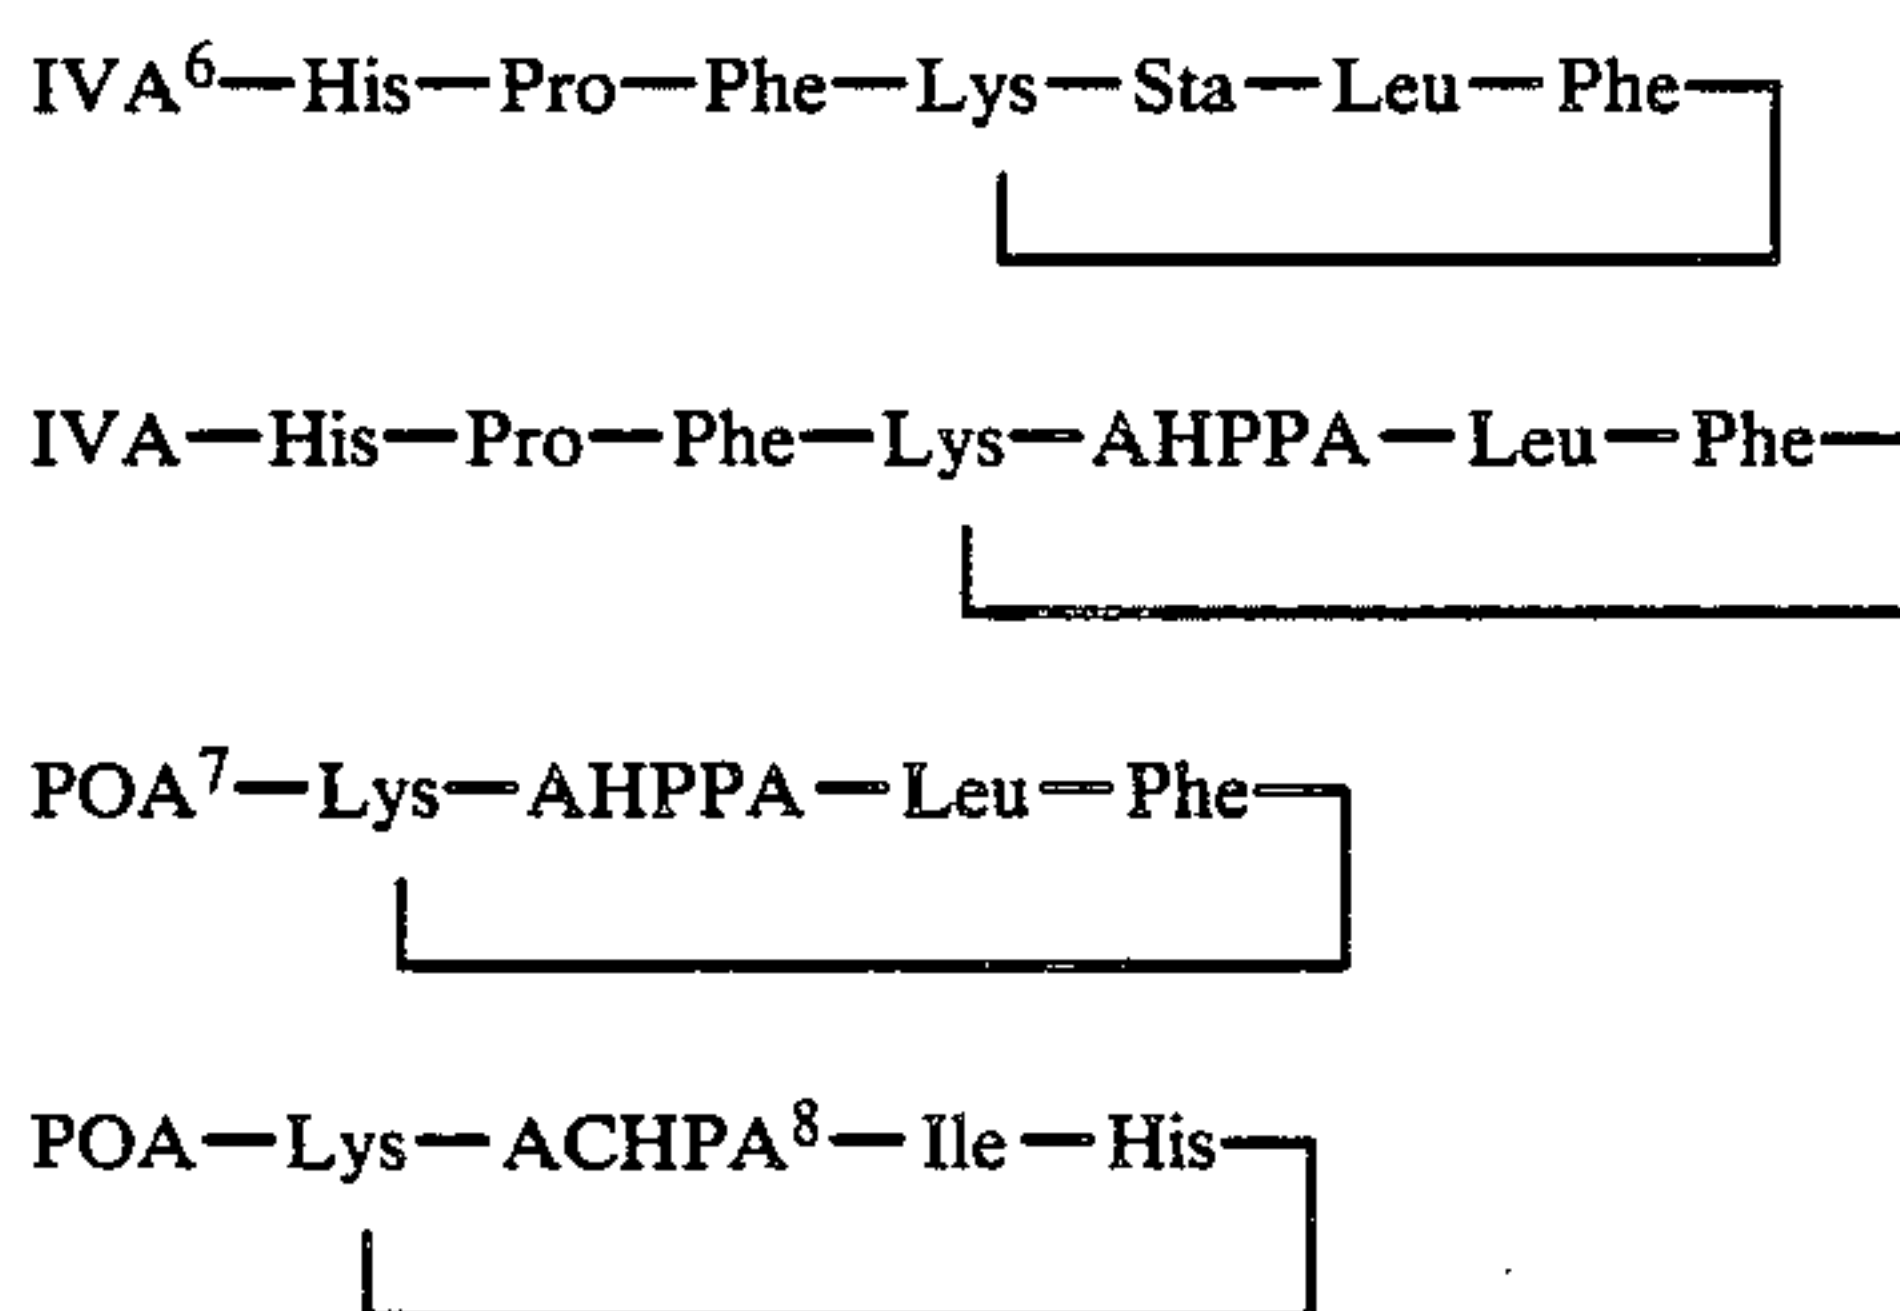 IVA⁶—His—Pro—Phe—Lys—Sta—Leu—Phe
IVA—His—Pro—Phe—Lys—AHPPA—Leu—Phe
POA⁷—Lys—AHPPA—Leu—Phe
POA—Lys—ACHPA⁸—Ile—His